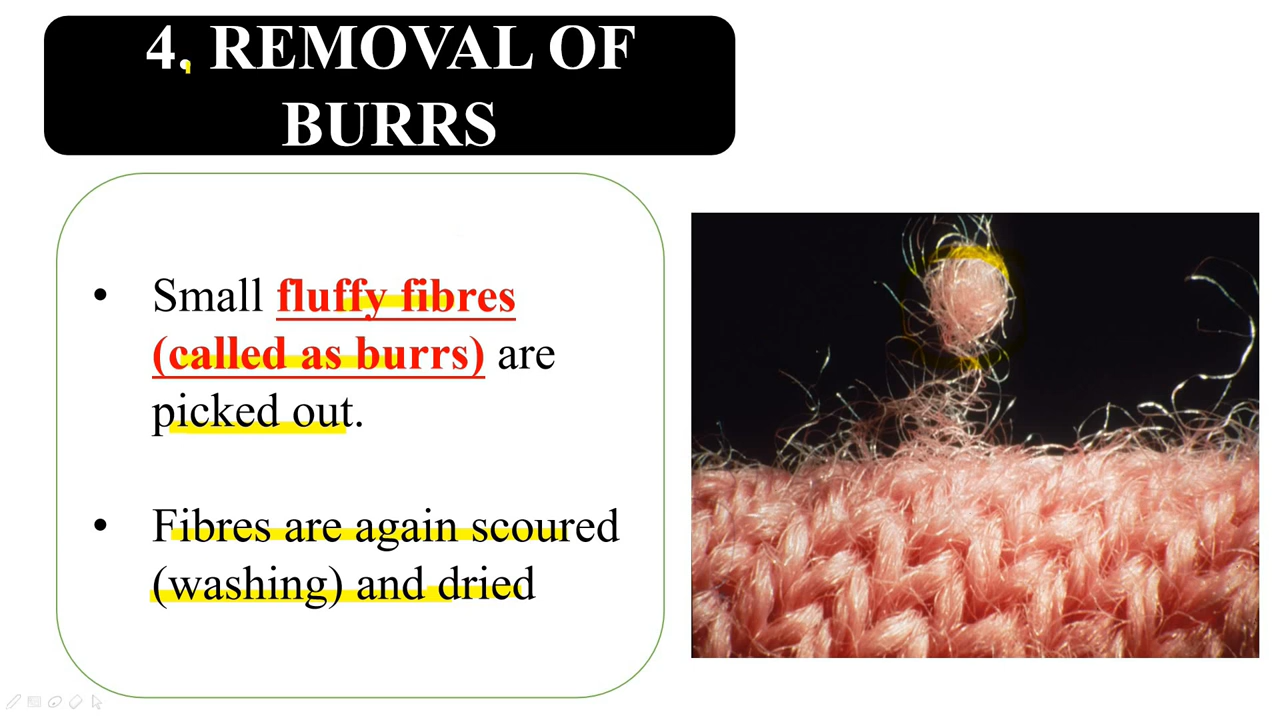 4. REMOVAL OF
BURRS
• Small fluffy fibres
(called as burrs) are
picked out.
• Fibres are again scoured
(washing) and dried